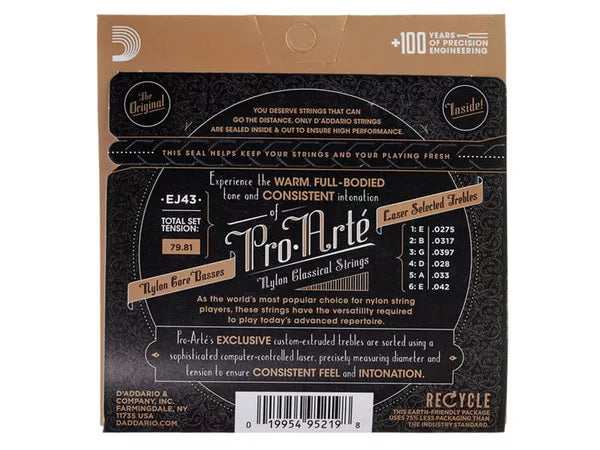 +100 YEARS
OF PRECISION
ENGINEERING
The
Original
YOU DESERVE STRINGS THAT CAN
GO THE DISTANCE. ONLY D'ADDARIO STRINGS
ARE SEALED INSIDE & OUT TO ENSURE HIGH PERFORMANCE.
Inside!
THIS SEAL HELPS KEEP YOUR STRINGS AND YOUR PLAYING FRESH
Experience the WARM, FULL-BODIED
tone and CONSISTENT intonation
of
• EJ43 •
TOTAL SET
TENSION:
79.81
Pro•Arté
Nylon Classical Strings
Nylon Core Basses
Laser Selected Trebles
1: E .0275
2: B .0317
3: G .0397
4: D .028
5: A .033
6: E .042
As the world's most popular choice for nylon string
players, these strings have the versatility required
to play today's advanced repertoire.
Pro-Arté's EXCLUSIVE custom-extruded trebles are sorted using a
sophisticated computer-controlled laser, precisely measuring diameter and
tension to ensure CONSISTENT FEEL and INTONATION.
D'ADDARIO &
COMPANY, INC.
FARMINGDALE, NY
11735 USA
DADDARIO.COM
0 19954 95219 8
RECYCLE
THIS EARTH-FRIENDLY PACKAGE
USES 75% LESS PACKAGING THAN
THE INDUSTRY STANDARD.